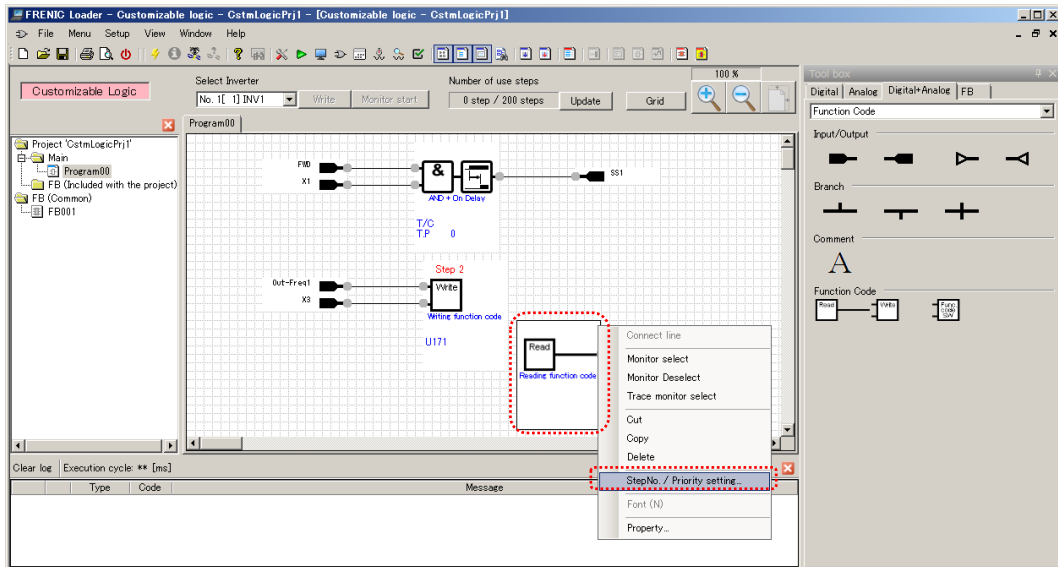 FRENIC Loader - Customizable logic - CstmLogicPrj1 - [Customizable logic - CstmLogicPrj1]
File Menu Setup View Window Help
Customizable Logic
Select Inverter
No. 1[ 1] INV1
Write
Monitor start
Number of use steps
0 step / 200 steps
Update
Grid
100 %
Program00
Project 'CstmLogicPrj1'
Main
Program00
FB (Included with the project)
FB (Common)
FB001
FWD
X1
&
SS1
AND + On Delay
T/C
T.P 0
Step 2
Out-Freq1
X3
Write
Writing function code
U171
Read
Reading function code
Connect line
Monitor select
Monitor Deselect
Trace monitor select
Cut
Copy
Delete
StepNo. / Priority setting...
Font (N)
Property...
Tool box
Digital Analog Digital+Analog FB
Function Code
Input/Output
Branch
Comment
A
Function Code
Read
Write
Func. code SW
Clear log Execution cycle: ** [ms]
Type Code Message